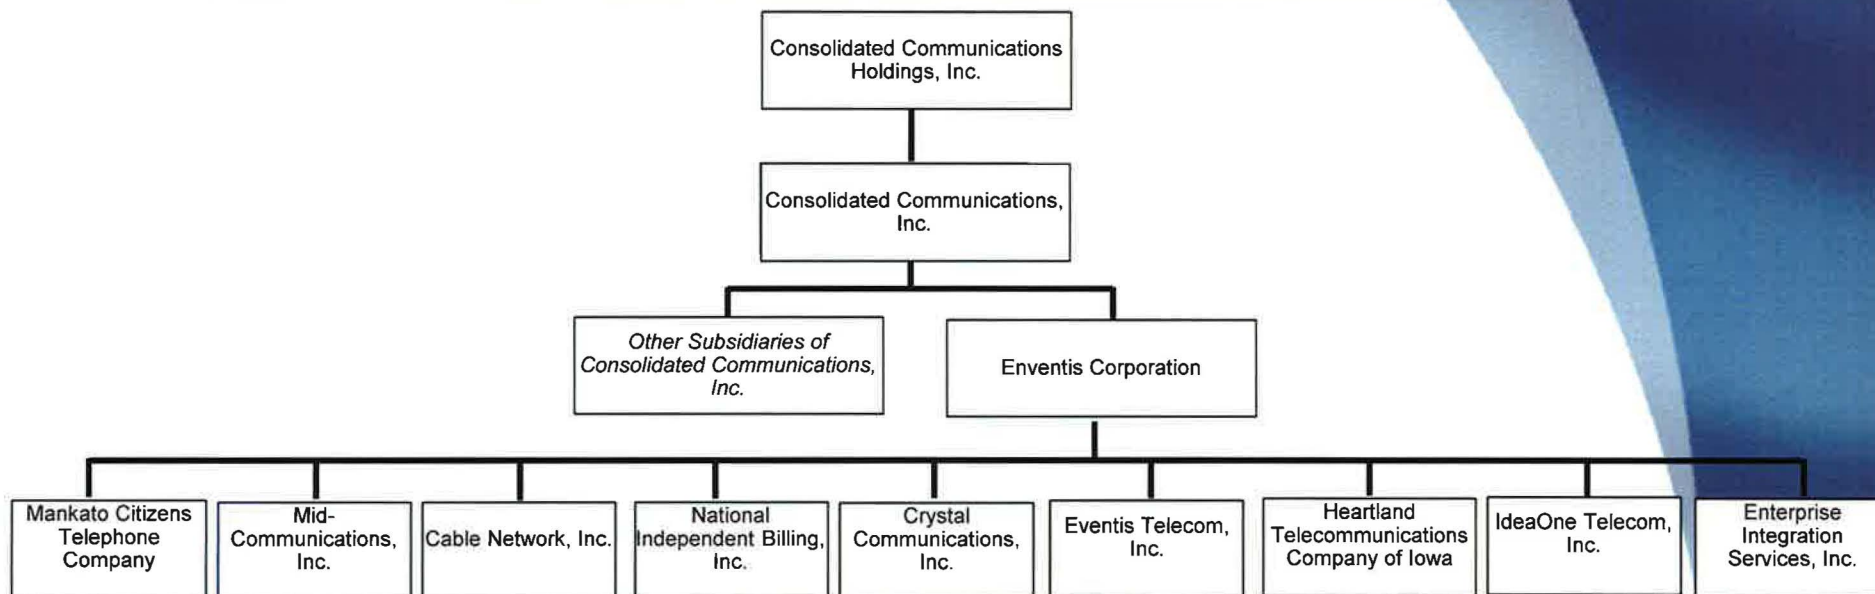 Consolidated Communications
Holdings, Inc.
Consolidated Communications,
Inc.
Other Subsidiaries of
Consolidated Communications,
Inc.
Enventis Corporation
Mankato Citizens
Telephone
Company
Mid-
Communications,
Inc.
Cable Network, Inc.
National
Independent Billing,
Inc.
Crystal
Communications,
Inc.
Eventis Telecom,
Inc.
Heartland
Telecommunications
Company of Iowa
IdeaOne Telecom,
Inc.
Enterprise
Integration
Services, Inc.